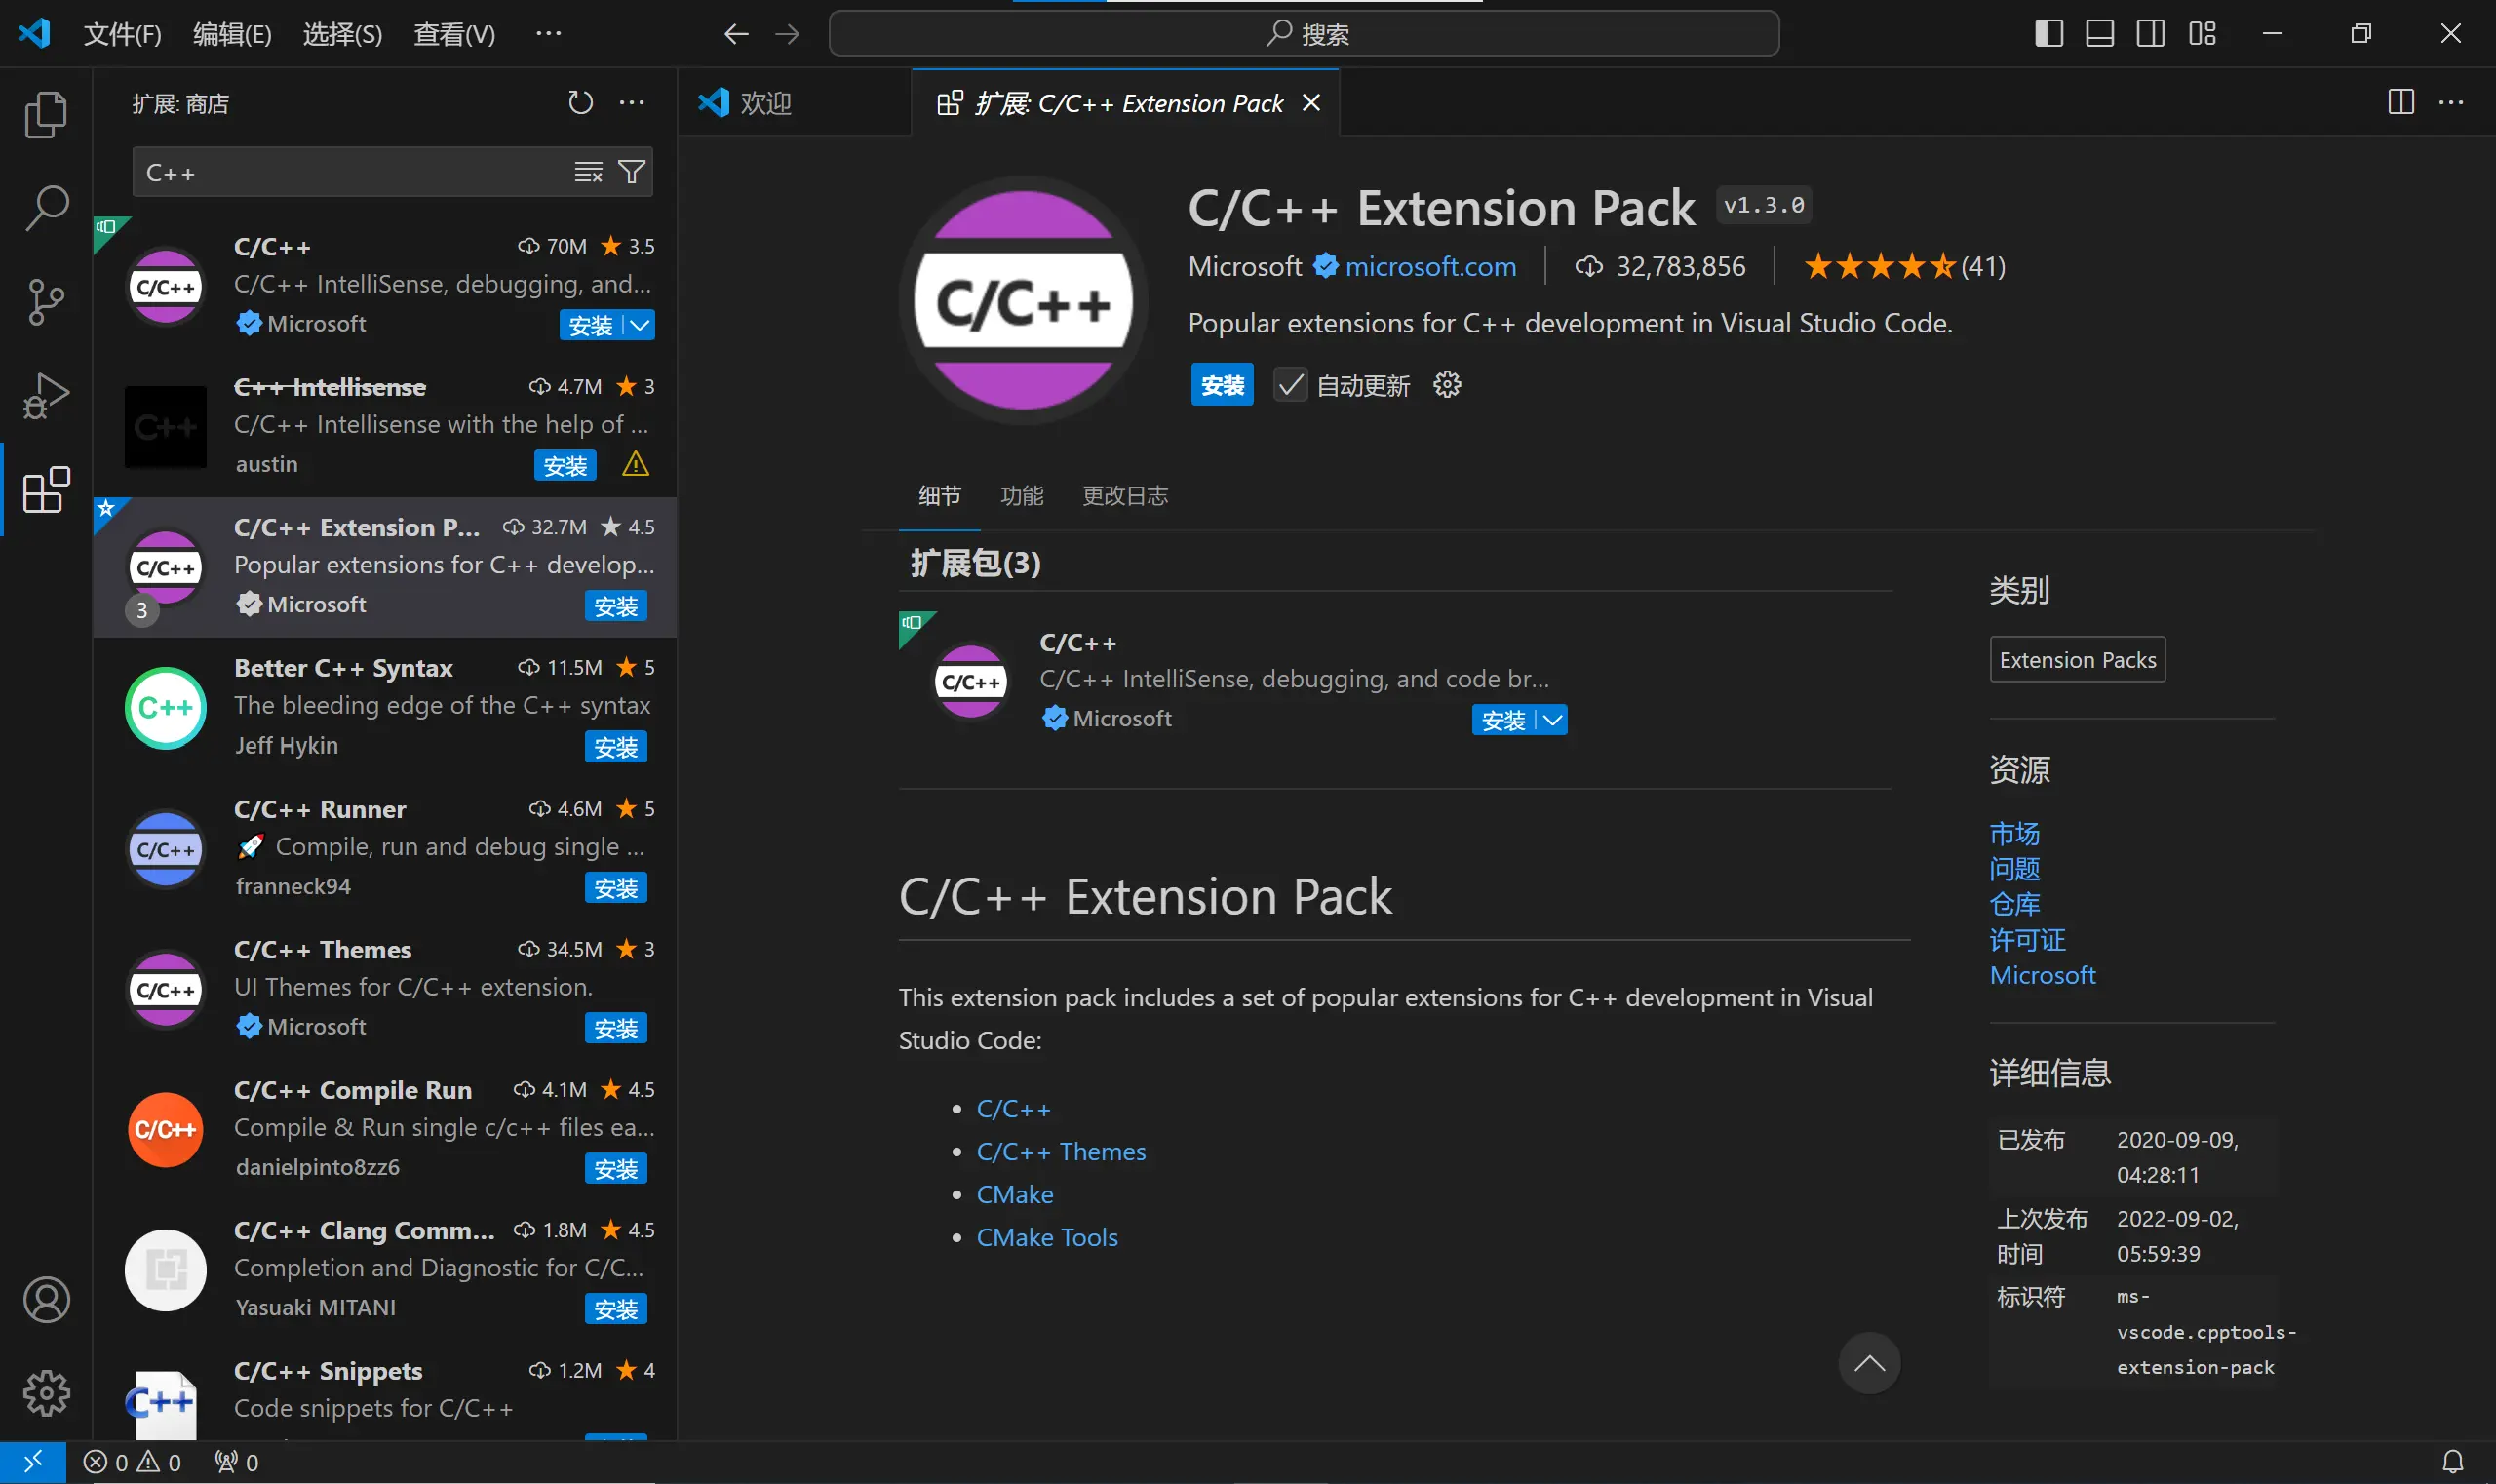 文件(F) 编辑(E) 选择(S) 查看(V) ··· 搜索
扩展: 商店
C++
C/C++ 70M 3.5
C/C++ IntelliSense, debugging, and...
Microsoft 安装
C++ Intellisense 4.7M 3
C/C++ Intellisense with the help of ...
austin 安装
C/C++ Extension P... 32.7M 4.5
Popular extensions for C++ develop...
3 Microsoft 安装
Better C++ Syntax 11.5M 5
The bleeding edge of the C++ syntax
Jeff Hykin 安装
C/C++ Runner 4.6M 5
🚀 Compile, run and debug single ...
franneck94 安装
C/C++ Themes 34.5M 3
UI Themes for C/C++ extension.
Microsoft 安装
C/C++ Compile Run 4.1M 4.5
Compile & Run single c/c++ files ea...
danielpinto8zz6 安装
C/C++ Clang Comm... 1.8M 4.5
Completion and Diagnostic for C/C...
Yasuaki MITANI 安装
C/C++ Snippets 1.2M 4
Code snippets for C/C++
欢迎 扩展: C/C++ Extension Pack
C/C++
C/C++ Extension Pack v1.3.0
Microsoft microsoft.com 32,783,856 (41)
Popular extensions for C++ development in Visual Studio Code.
安装 自动更新
细节 功能 更改日志
扩展包(3)
C/C++
C/C++ IntelliSense, debugging, and code br...
Microsoft 安装
C/C++ Extension Pack
This extension pack includes a set of popular extensions for C++ development in Visual
Studio Code:
• C/C++
• C/C++ Themes
• CMake
• CMake Tools
类别
Extension Packs
资源
市场
问题
仓库
许可证
Microsoft
详细信息
已发布 2020-09-09,
04:28:11
上次发布 2022-09-02,
时间 05:59:39
标识符 ms-
vscode.cpptools-
extension-pack
0 0 0